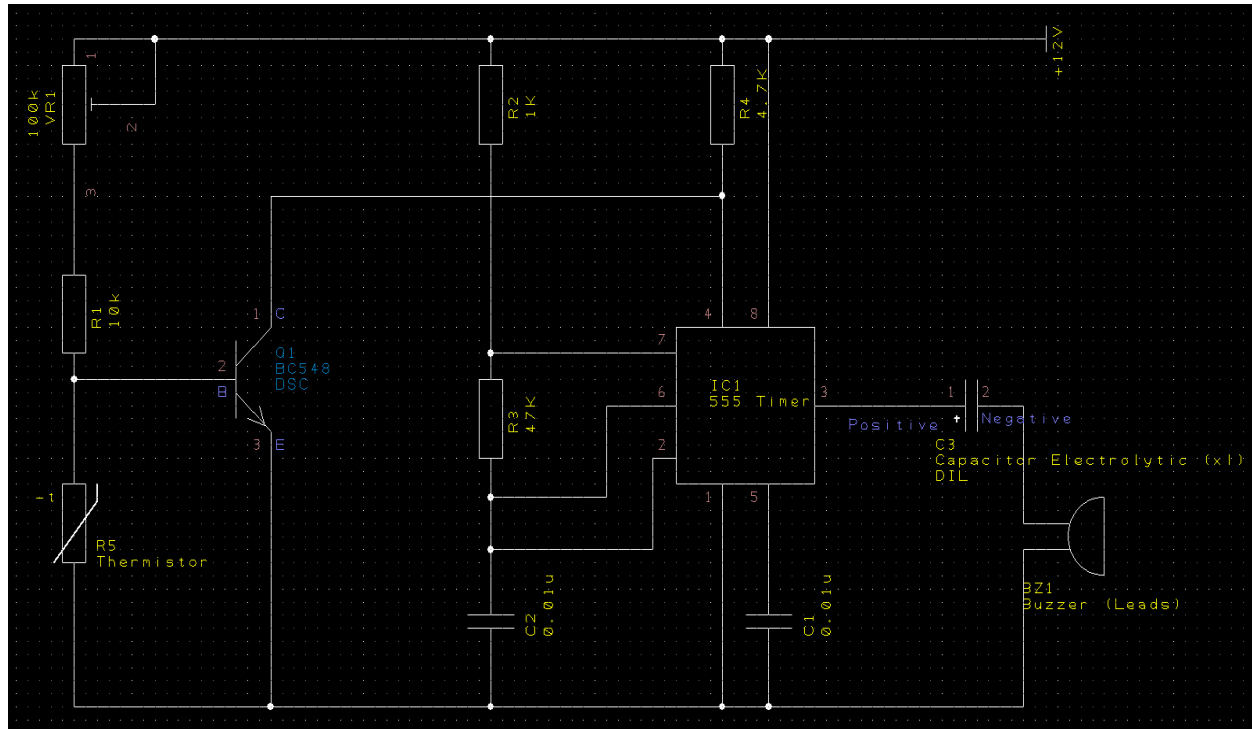 +12V
1
100k
VR1
2
3
R2
1K
R4
4.7K
R1
10k
1
C
2
B
Q1
BC548
DSC
3
E
4
8
7
6
2
IC1
555 Timer
3
1
5
R3
47K
1
2
Positive
+
Negative
C3
Capacitor Electrolytic (xl)
DIL
-t
R5
Thermistor
C2
0.01u
C1
0.01u
BZ1
Buzzer (Leads)